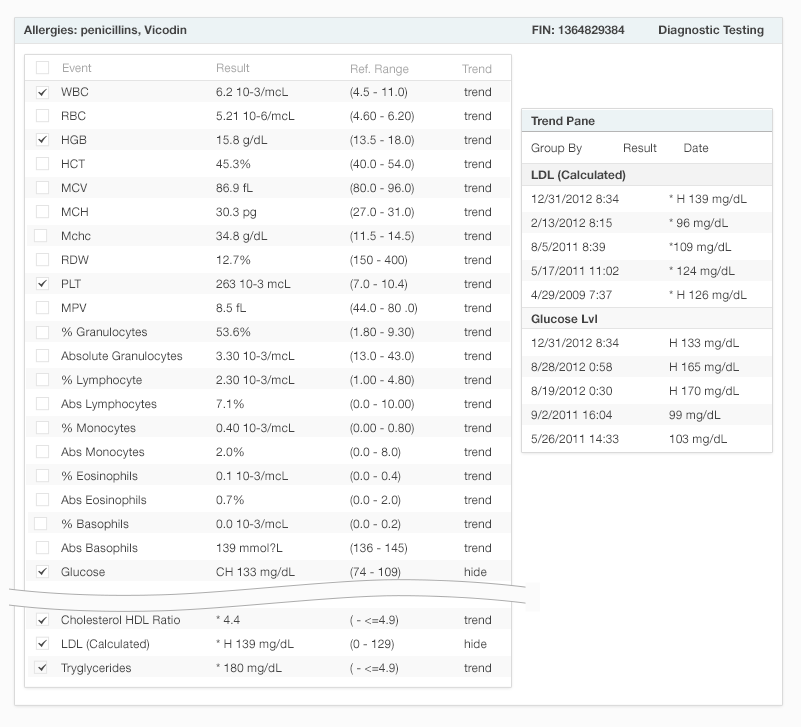 Allergies: penicillins, Vicodin FIN: 1364829384 Diagnostic Testing
Event Result Ref. Range Trend
WBC 6.2 10-3/mcL (4.5 - 11.0) trend
RBC 5.21 10-6/mcL (4.60 - 6.20) trend
HGB 15.8 g/dL (13.5 - 18.0) trend
HCT 45.3% (40.0 - 54.0) trend
MCV 86.9 fL (80.0 - 96.0) trend
MCH 30.3 pg (27.0 - 31.0) trend
Mchc 34.8 g/dL (11.5 - 14.5) trend
RDW 12.7% (150 - 400) trend
PLT 263 10-3 mcL (7.0 - 10.4) trend
MPV 8.5 fL (44.0 - 80 .0) trend
% Granulocytes 53.6% (1.80 - 9.30) trend
Absolute Granulocytes 3.30 10-3/mcL (13.0 - 43.0) trend
% Lymphocyte 2.30 10-3/mcL (1.00 - 4.80) trend
Abs Lymphocytes 7.1% (0.0 - 10.00) trend
% Monocytes 0.40 10-3/mcL (0.00 - 0.80) trend
Abs Monocytes 2.0% (0.0 - 8.0) trend
% Eosinophils 0.1 10-3/mcL (0.0 - 0.4) trend
Abs Eosinophils 0.7% (0.0 - 2.0) trend
% Basophils 0.0 10-3/mcL (0.0 - 0.2) trend
Abs Basophils 139 mmol?L (136 - 145) trend
Glucose CH 133 mg/dL (74 - 109) hide
Cholesterol HDL Ratio * 4.4 ( - <=4.9) trend
LDL (Calculated) * H 139 mg/dL (0 - 129) hide
Tryglycerides * 180 mg/dL ( - <=4.9) trend
Trend Pane
Group By Result Date
LDL (Calculated)
12/31/2012 8:34 * H 139 mg/dL
2/13/2012 8:15 * 96 mg/dL
8/5/2011 8:39 *109 mg/dL
5/17/2011 11:02 * 124 mg/dL
4/29/2009 7:37 * H 126 mg/dL
Glucose Lvl
12/31/2012 8:34 H 133 mg/dL
8/28/2012 0:58 H 165 mg/dL
8/19/2012 0:30 H 170 mg/dL
9/2/2011 16:04 99 mg/dL
5/26/2011 14:33 103 mg/dL